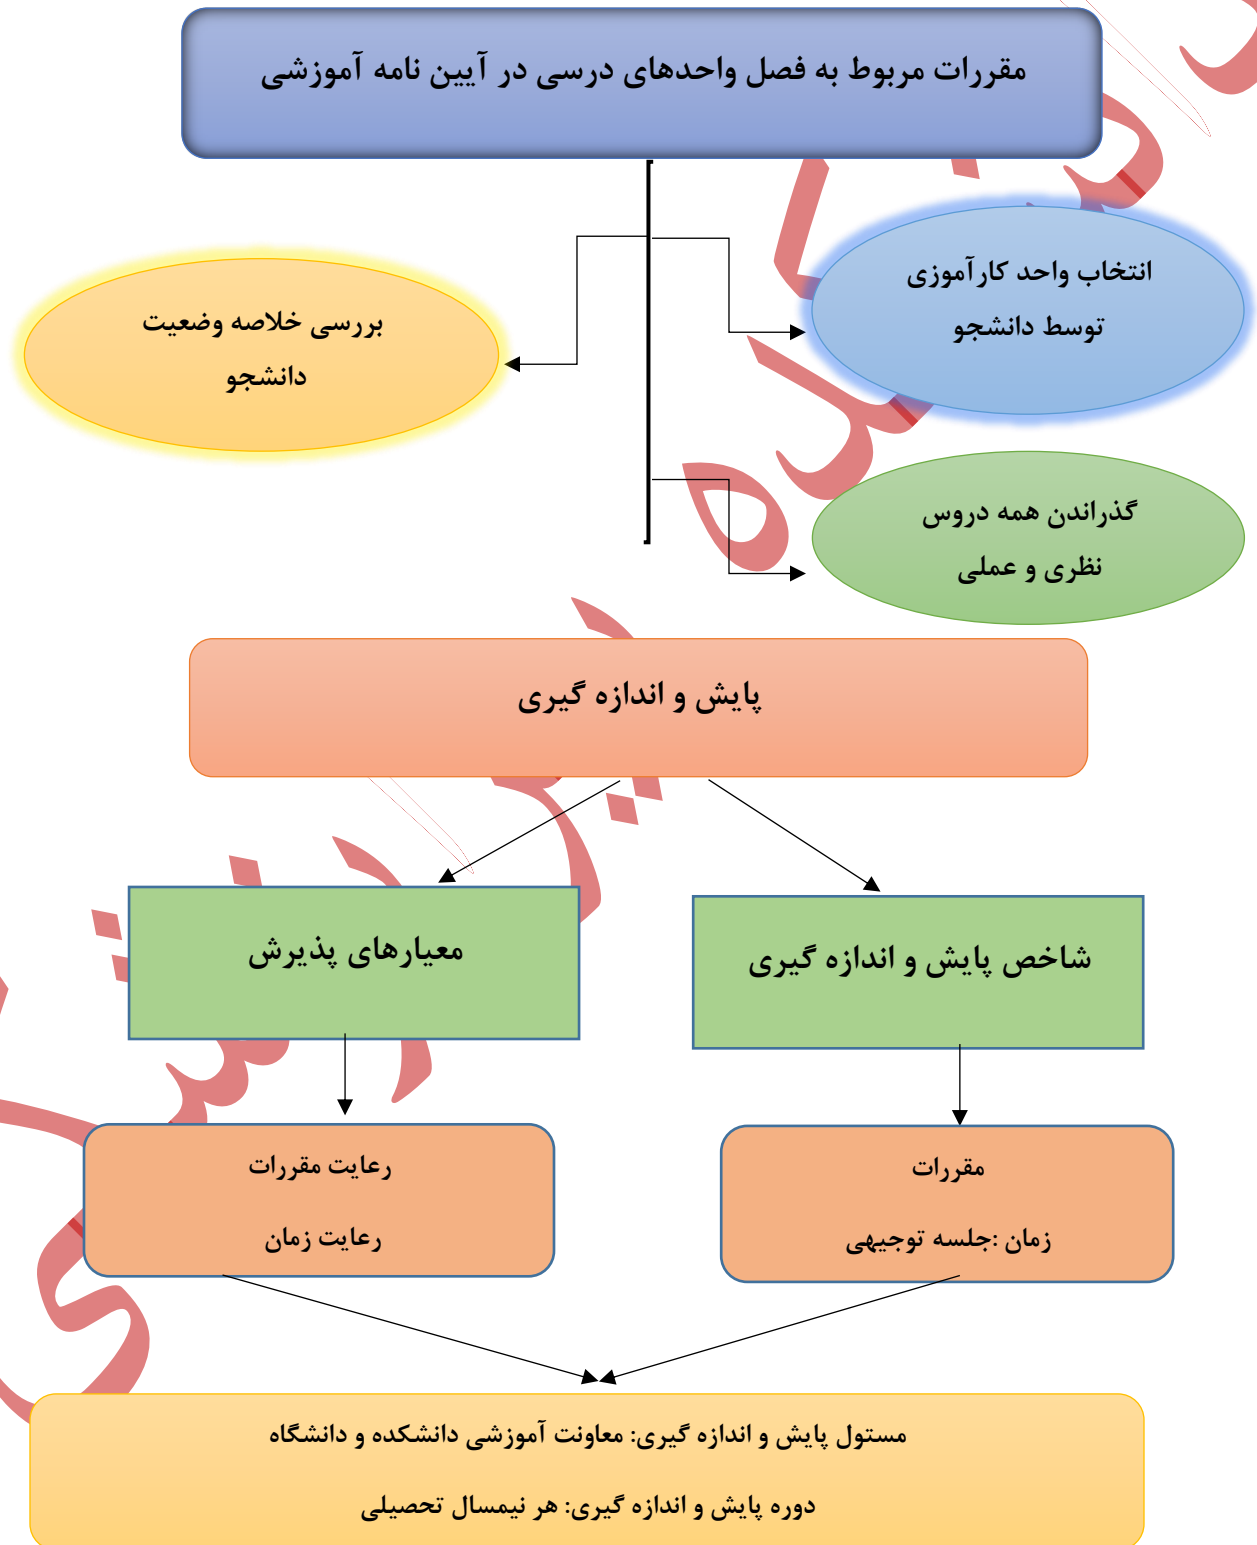 مقررات مربوط به فصل واحدهای درسی در آیین نامه آموزشی
انتخاب واحد کارآموزی
توسط دانشجو
بررسی خلاصه وضعیت
دانشجو
گذراندن همه دروس
نظری و عملی
پایش و اندازه گیری
شاخص پایش و اندازه گیری
معیارهای پذیرش
مقررات
زمان :جلسه توجیهی
رعایت مقررات
رعایت زمان
مسئول پایش و اندازه گیری: معاونت آموزشی دانشکده و دانشگاه
دوره پایش و اندازه گیری: هر نیمسال تحصیلی